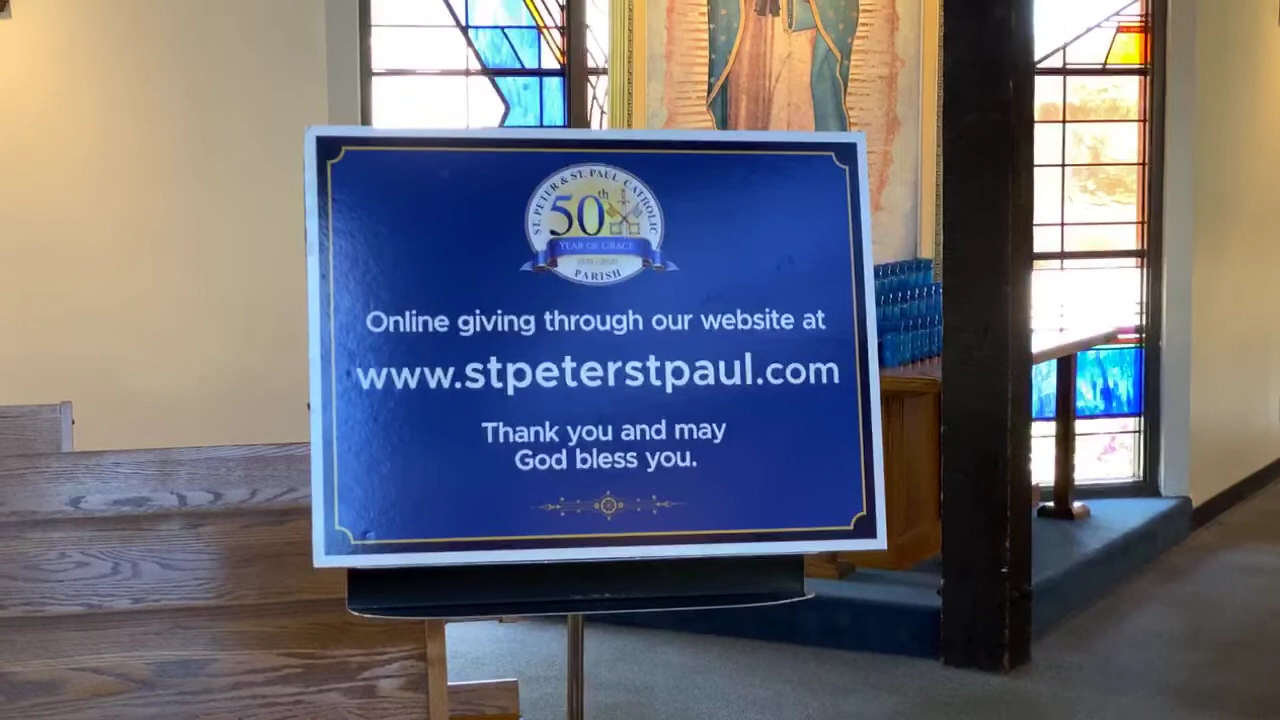 ST. PETER & ST. PAUL CATHOLIC
50th
YEAR OF GRACE
PARISH
Online giving through our website at
www.stpeterstpaul.com
Thank you and may
God bless you.